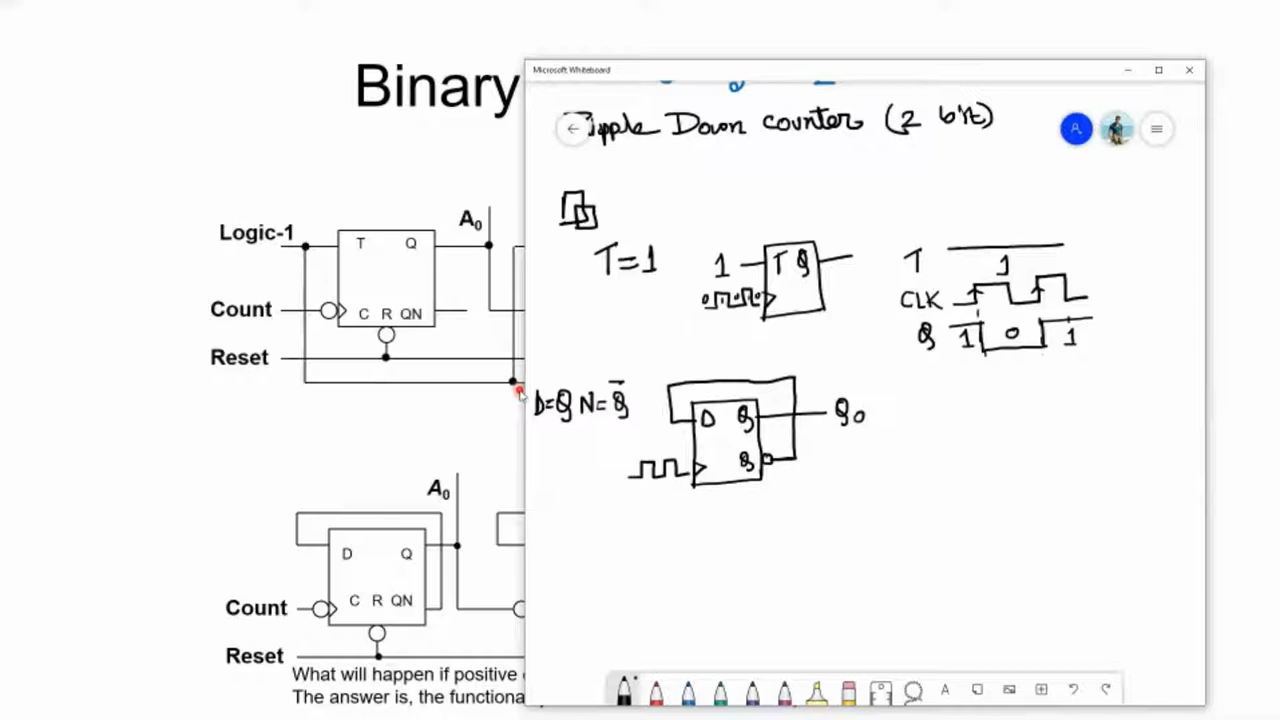 Binary
Logic-1
A0
T Q
Count
C R QN
Reset
A0
D Q
Count
C R QN
Reset
What will happen if positive
The answer is, the functiona
Microsoft Whiteboard
Ripple Down counter (2 bit)
T=1
1 T Q
T 1
CLK
Q 1 0 1
D=QN=Q̅
D Q Q0
Q
A